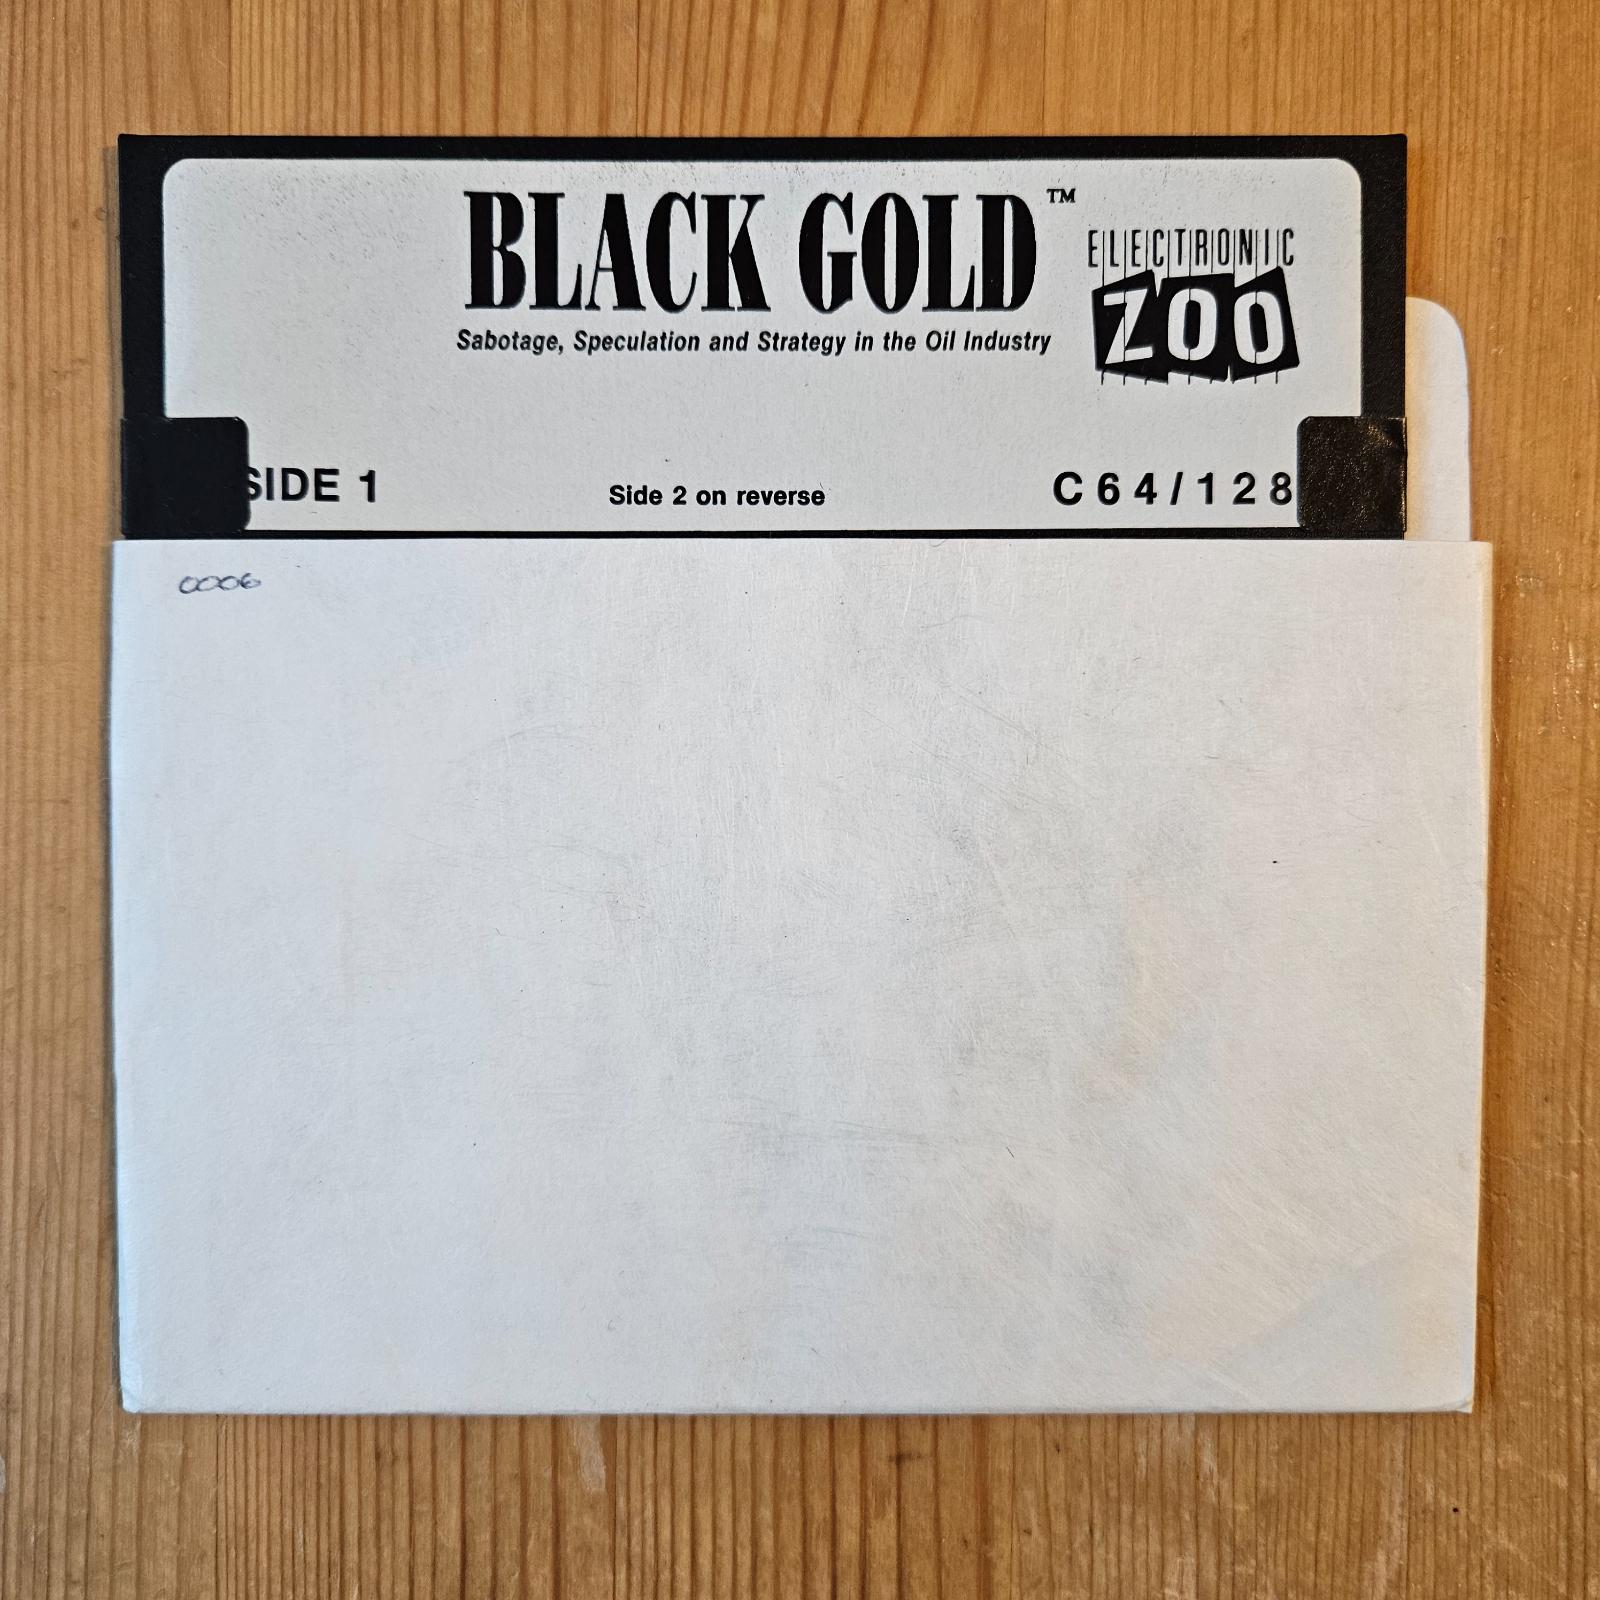 BLACK GOLD™
Sabotage, Speculation and Strategy in the Oil Industry
ELECTRONIC
ZOO
SIDE 1
Side 2 on reverse
C64/128
0006